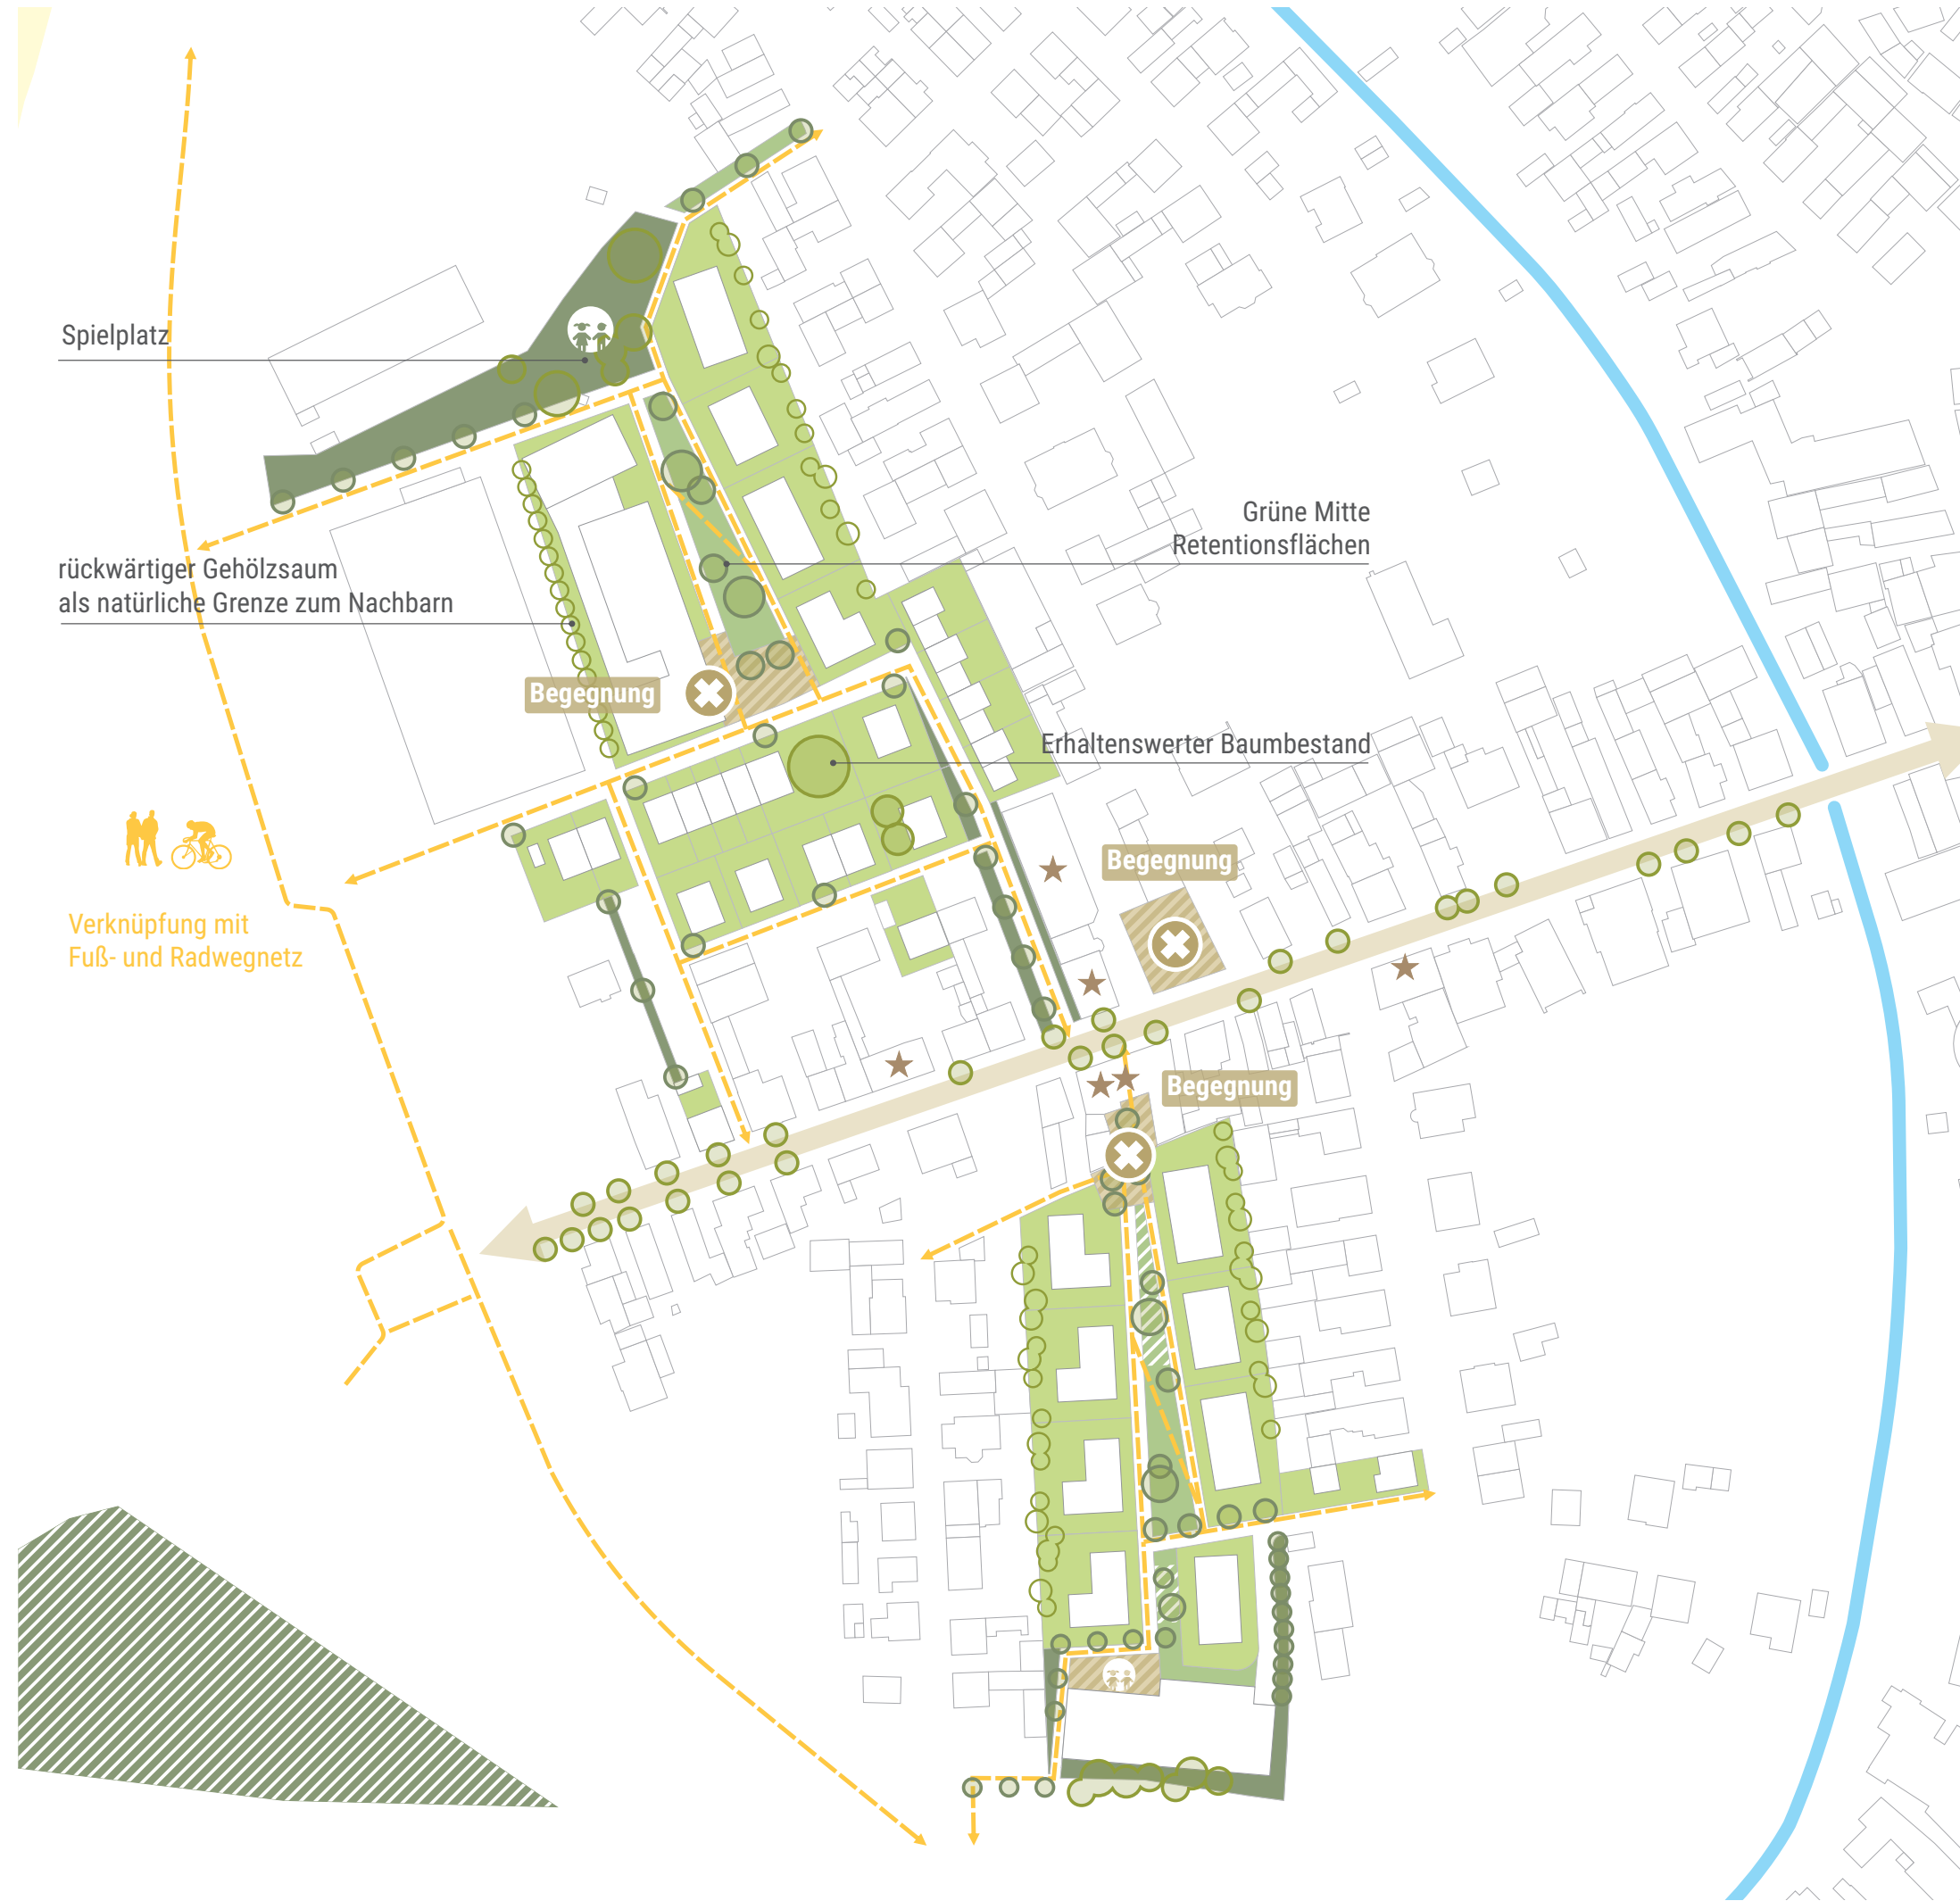 Spielplatz
Grüne Mitte
Retentionsflächen
rückwärtiger Gehölzsaum
als natürliche Grenze zum Nachbarn
Begegnung
Erhaltenswerter Baumbestand
Begegnung
Verknüpfung mit
Fuß- und Radwegnetz
Begegnung